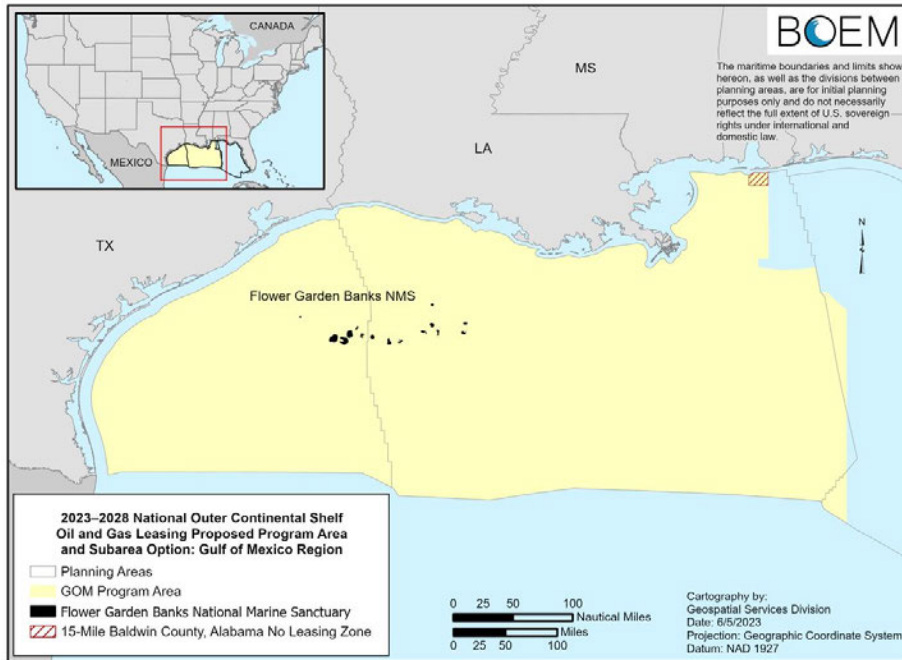 CANADA
MEXICO
BOEM
The maritime boundaries and limits show
hereon, as well as the divisions between
planning areas, are for initial planning
purposes only and do not necessarily
reflect the full extent of U.S. sovereign
rights under international and
domestic law.
MS
LA
TX
N
Flower Garden Banks NMS
2023–2028 National Outer Continental Shelf
Oil and Gas Leasing Proposed Program Area
and Subarea Option: Gulf of Mexico Region
Planning Areas
GOM Program Area
Flower Garden Banks National Marine Sanctuary
15-Mile Baldwin County, Alabama No Leasing Zone
0 25 50 100
Nautical Miles
Miles
0 25 50 100
Cartography by:
Geospatial Services Division
Date: 6/5/2023
Projection: Geographic Coordinate System
Datum: NAD 1927